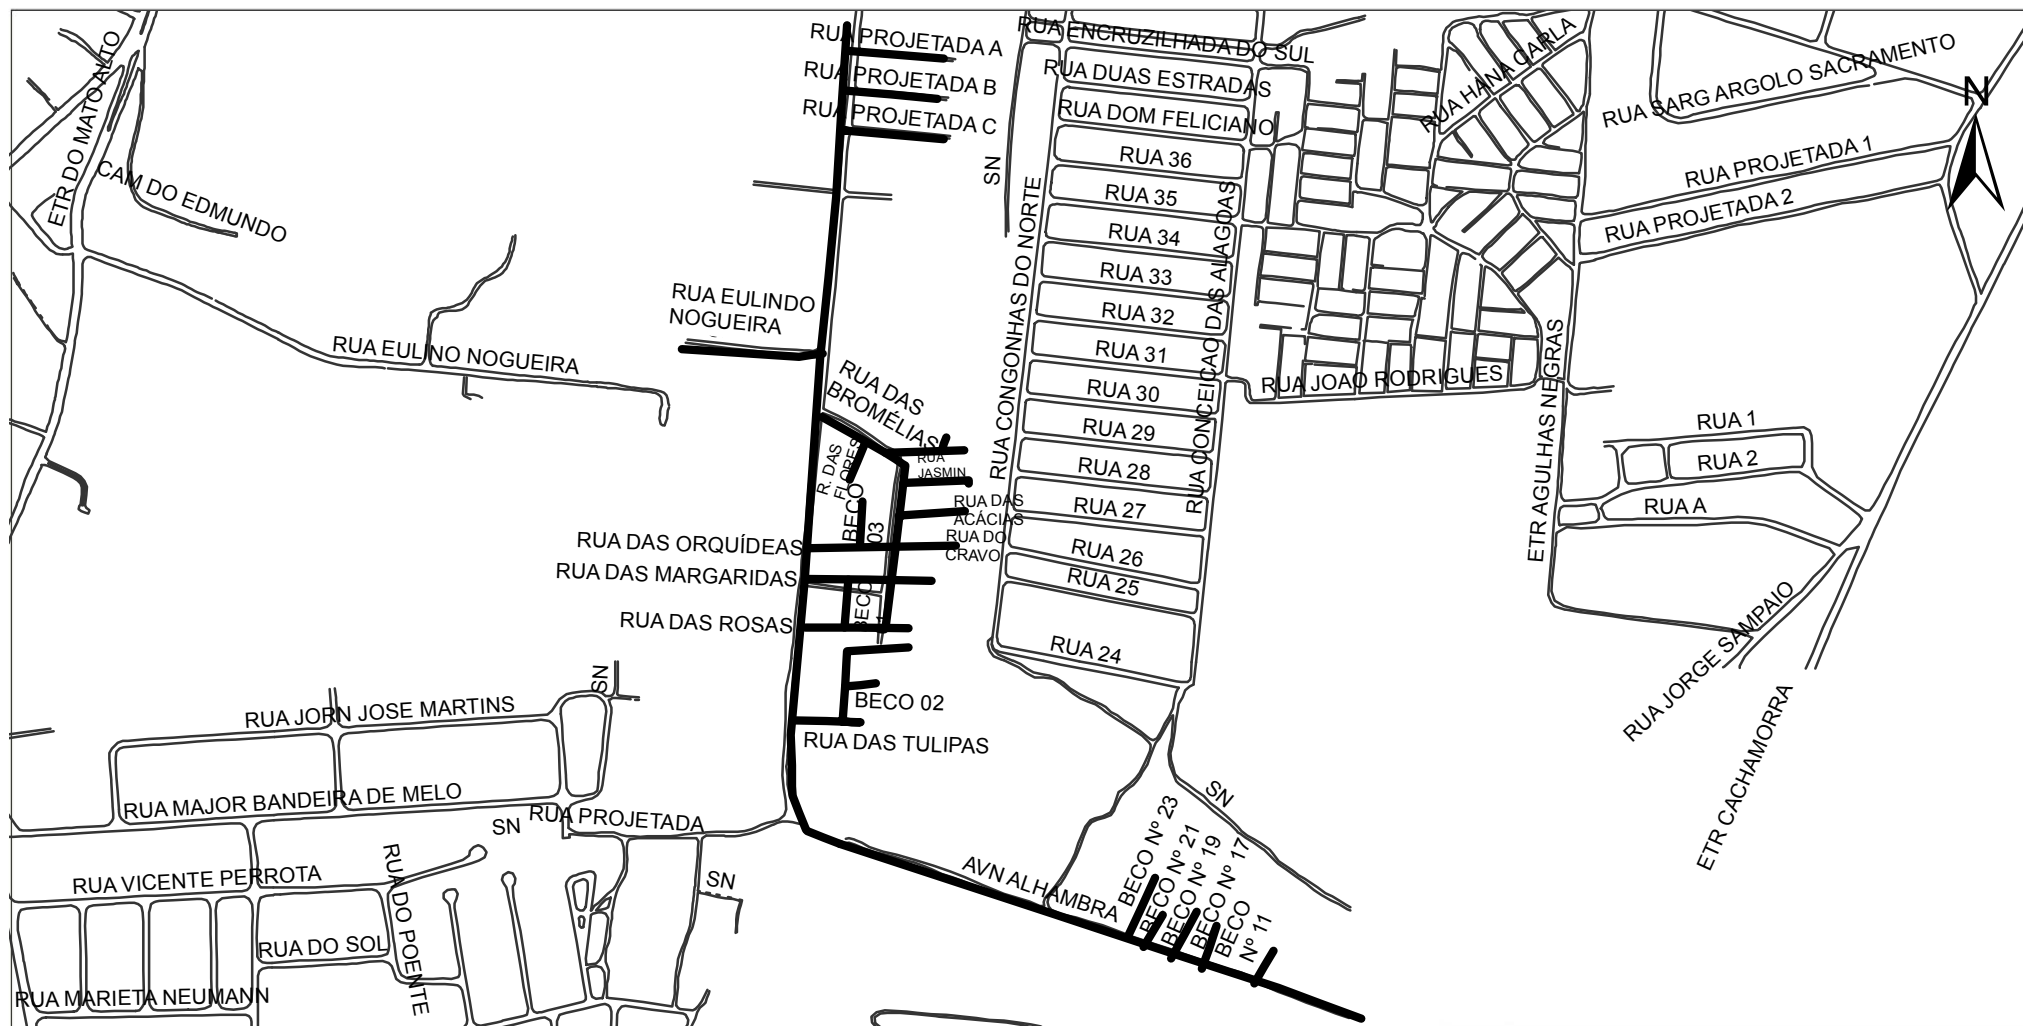 RUA PROJETADA A
RUA ENCRUZILHADA DO SUL
RUA HANA CARLA
RUA SARG ARGOLO SACRAMENTO
ETR DO MATO ALTO
RUA PROJETADA B
RUA DUAS ESTRADAS
N
RUA PROJETADA C
RUA DOM FELICIANO
SN
RUA 36
RUA PROJETADA 1
CAM DO EDMUNDO
RUA 35
RUA PROJETADA 2
RUA 34
RUA CONGONHAS DO NORTE
RUA CONCEICAO DAS ALAGOAS
RUA 33
RUA EULINDO
NOGUEIRA
RUA 32
RUA EULINO NOGUEIRA
RUA 31
RUA JOAO RODRIGUES
ETR AGULHAS NEGRAS
RUA DAS
BROMÉLIAS
RUA 30
RUA 29
RUA 1
R. DAS
FLORES
RUA
JASMIN
RUA 28
RUA 2
RUA DAS
ACÁCIAS
RUA 27
RUA A
BECO
03
RUA DAS ORQUÍDEAS
RUA DO
CRAVO
RUA 26
RUA DAS MARGARIDAS
RUA 25
BECO
RUA DAS ROSAS
RUA 24
RUA JORGE SAMPAIO
SN
BECO 02
RUA JORN JOSE MARTINS
RUA DAS TULIPAS
ETR CACHAMORRA
RUA MAJOR BANDEIRA DE MELO
SN
RUA PROJETADA
SN
RUA VICENTE PERROTA
RUA DO POENTE
SN
AVN ALHAMBRA
BECO Nº 23
BECO Nº 21
BECO Nº 19
BECO Nº 17
BECO
Nº 11
RUA DO SOL
RUA MARIETA NEUMANN